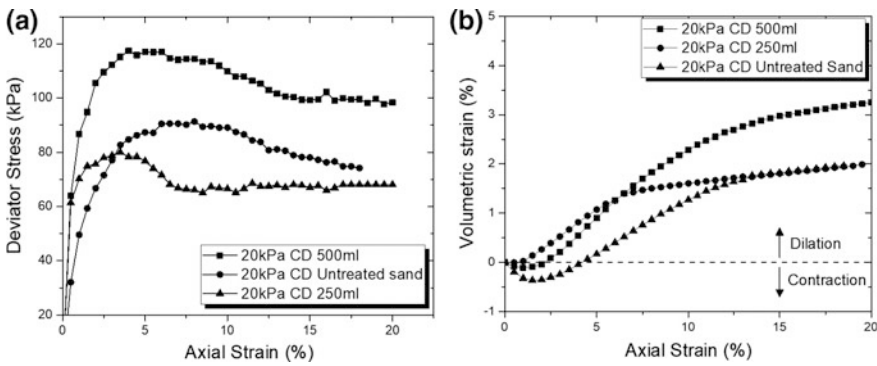 (a)
120
100
80
60
40
20
Deviator Stress (kPa)
20kPa CD 500ml
20kPa CD Untreated sand
20kPa CD 250ml
0 5 10 15 20
Axial Strain (%)
(b)
5
4
3
2
1
0
-1
Volumetric strain (%)
20kPa CD 500ml
20kPa CD 250ml
20kPa CD Untreated Sand
Dilation
Contraction
0 5 10 15 20
Axial Strain (%)